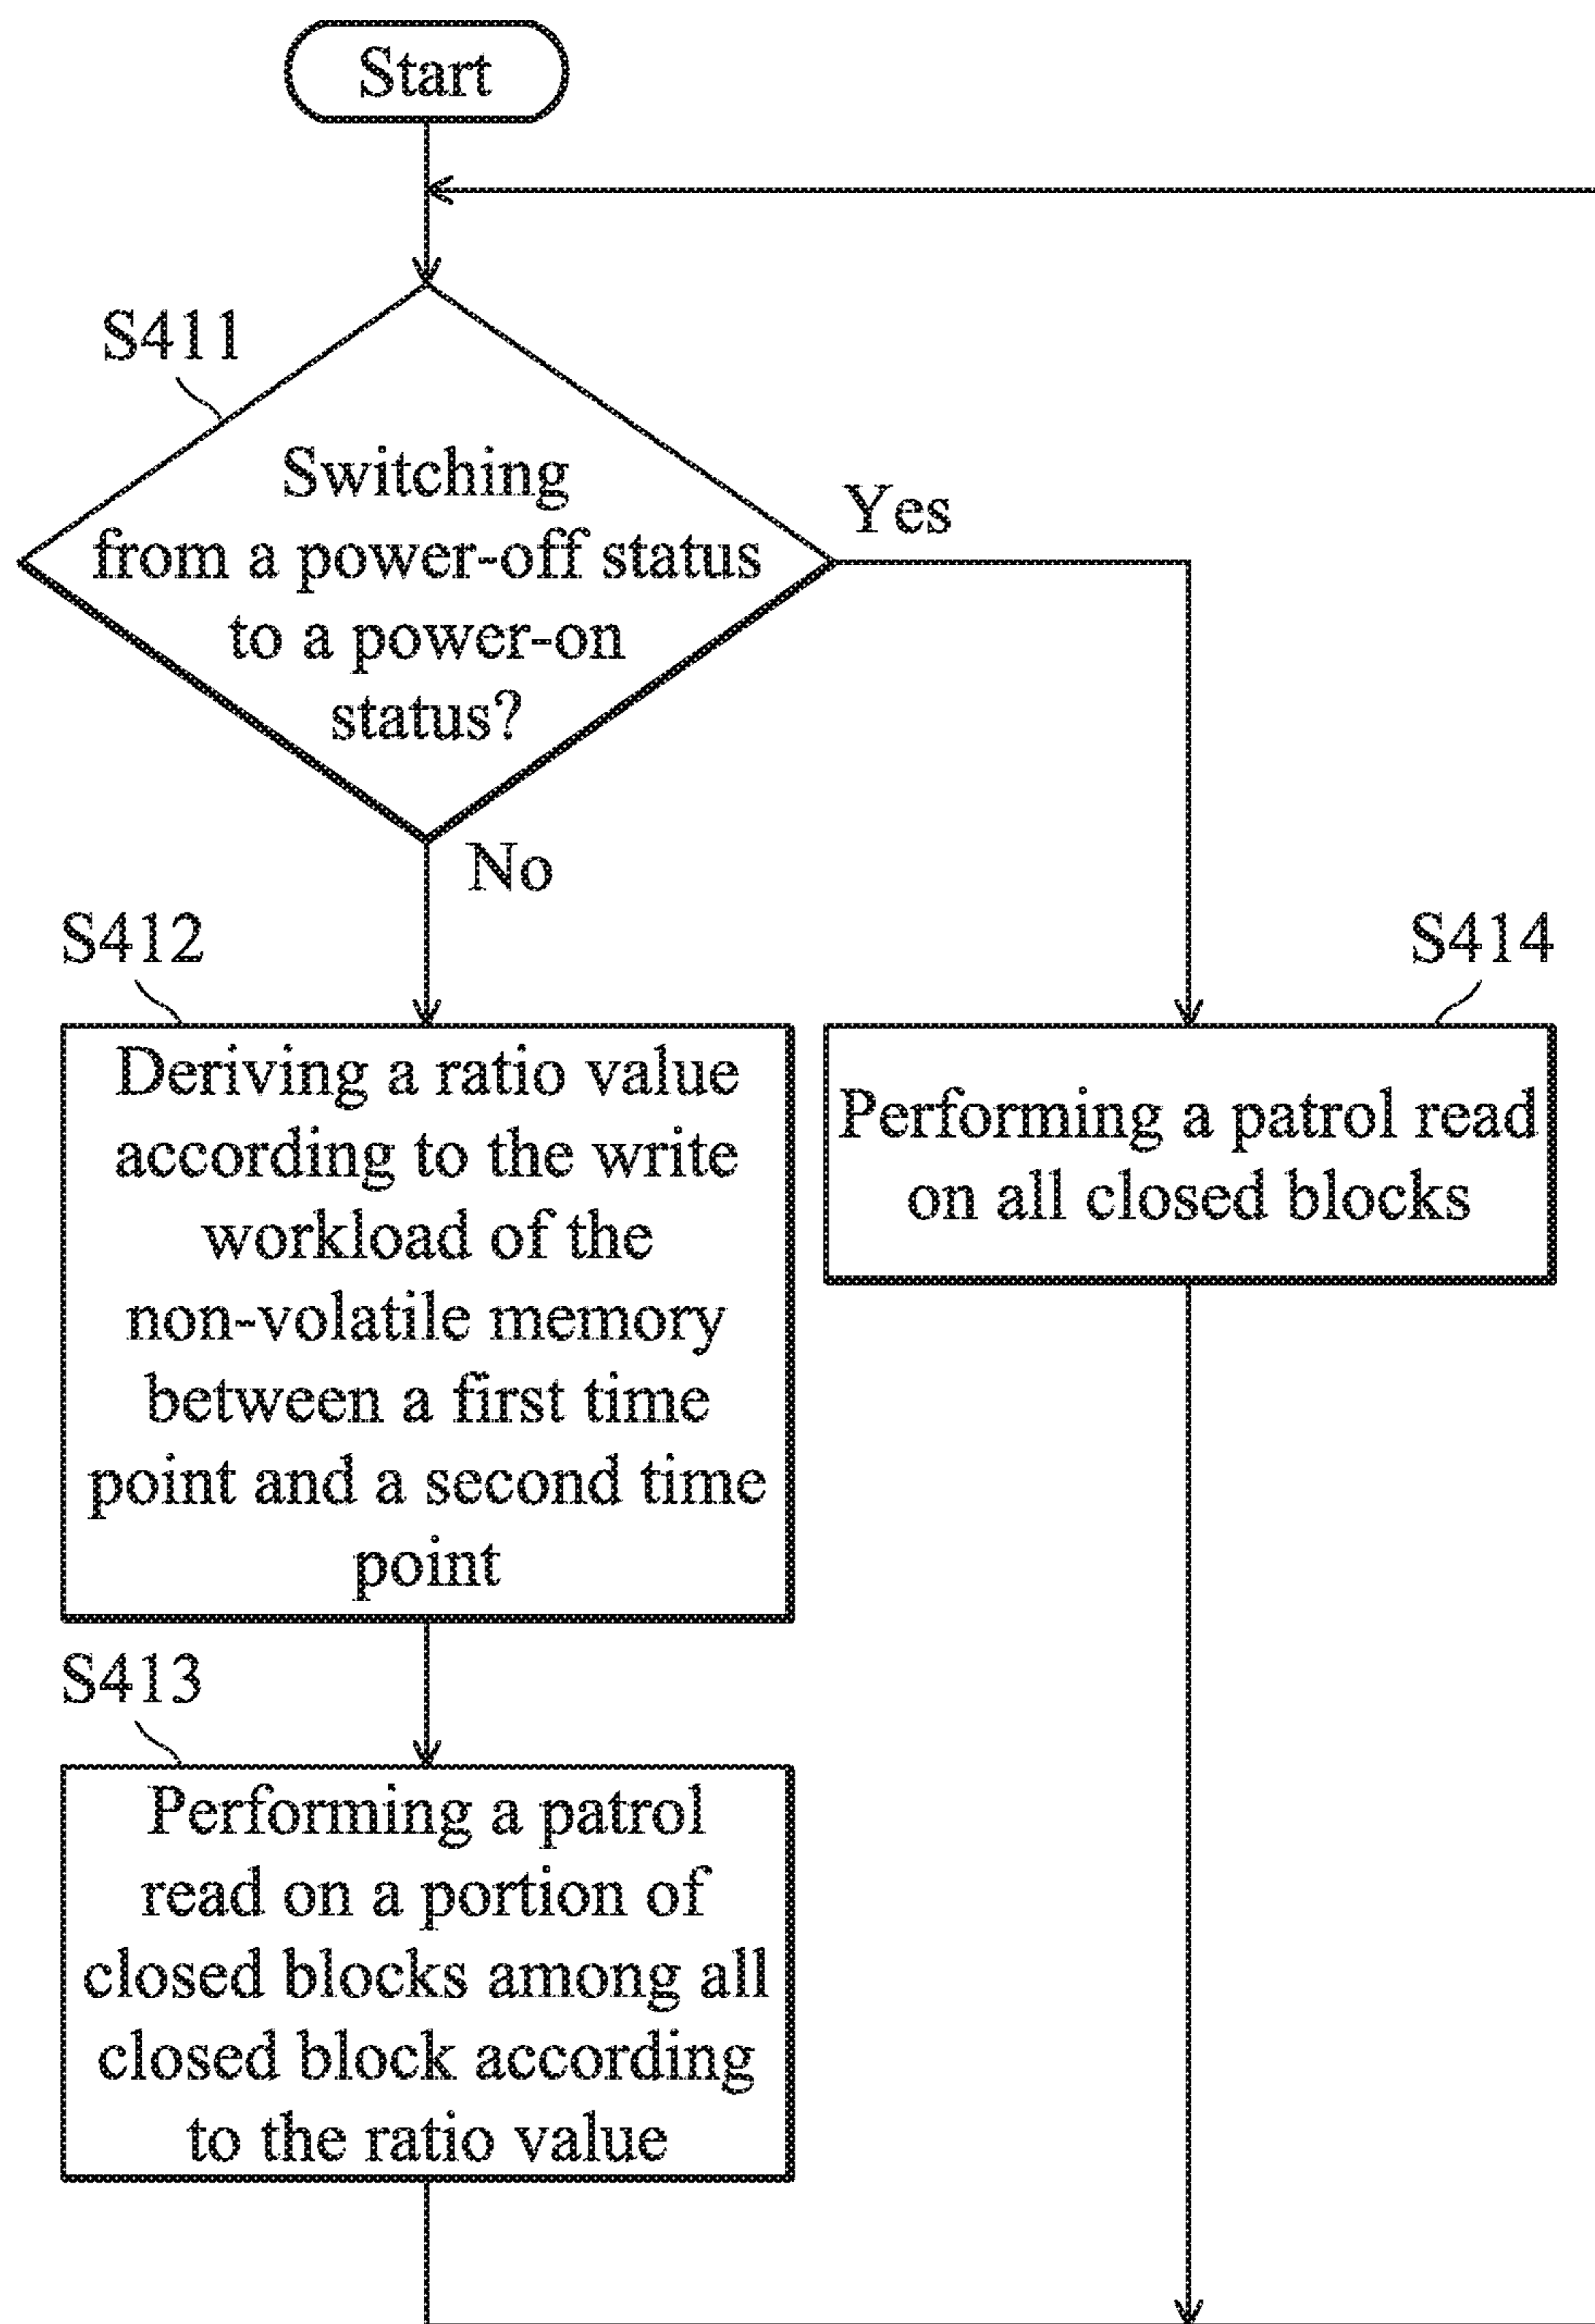 Start
S411
Switching
from a power-off status
to a power-on
status?
Yes
No
S412
Deriving a ratio value
according to the write
workload of the
non-volatile memory
between a first time
point and a second time
point
S414
Performing a patrol read
on all closed blocks
S413
Performing a patrol
read on a portion of
closed blocks among all
closed block according
to the ratio value